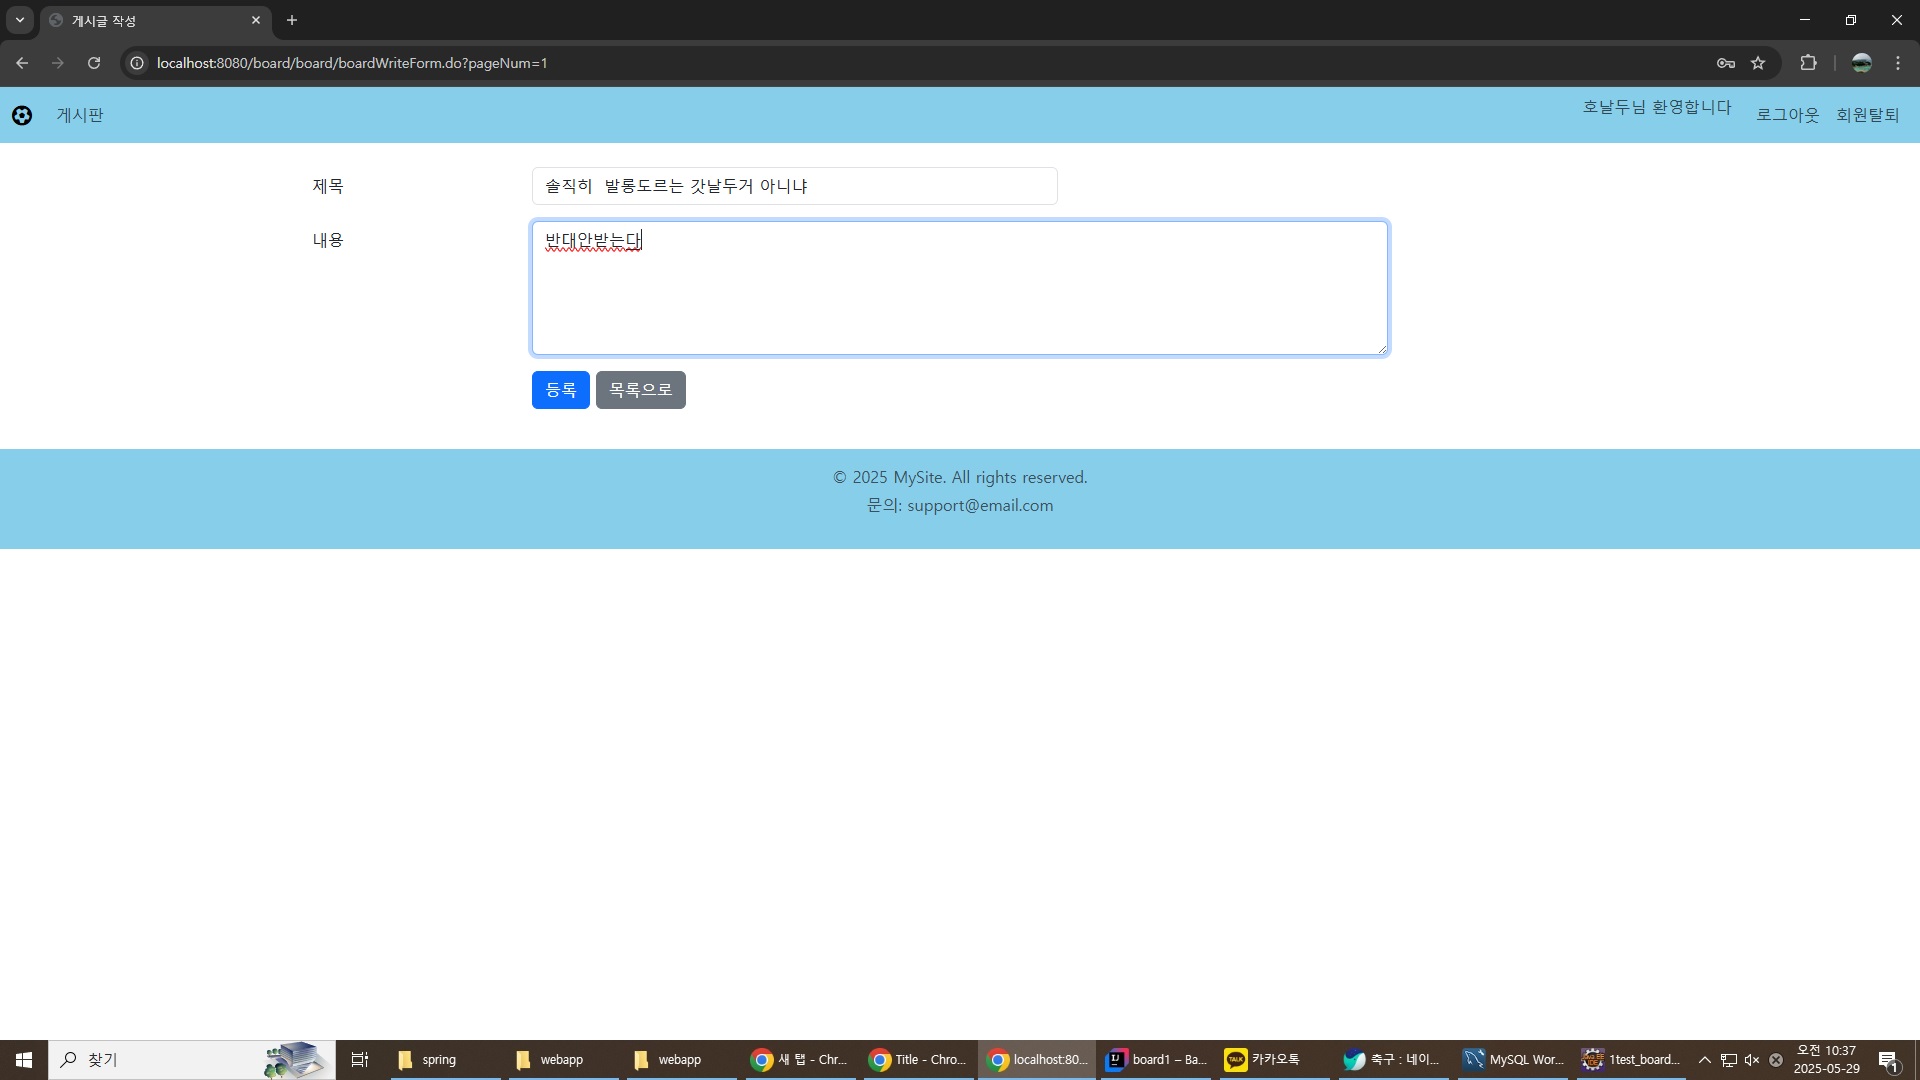 게시글 작성
localhost:8080/board/board/boardWriteForm.do?pageNum=1
게시판
호날두님 환영합니다
로그아웃 회원탈퇴
제목
솔직히  발롱도르는 갓날두거 아니냐
내용
반대안받는다
등록
목록으로
© 2025 MySite. All rights reserved.
문의: support@email.com
찾기
spring
webapp
webapp
새 탭 - Chr...
Title - Chro...
localhost:80...
board1 – Ba...
카카오톡
축구 : 네이...
MySQL Wor...
1test_board...
오전 10:37
2025-05-29
1